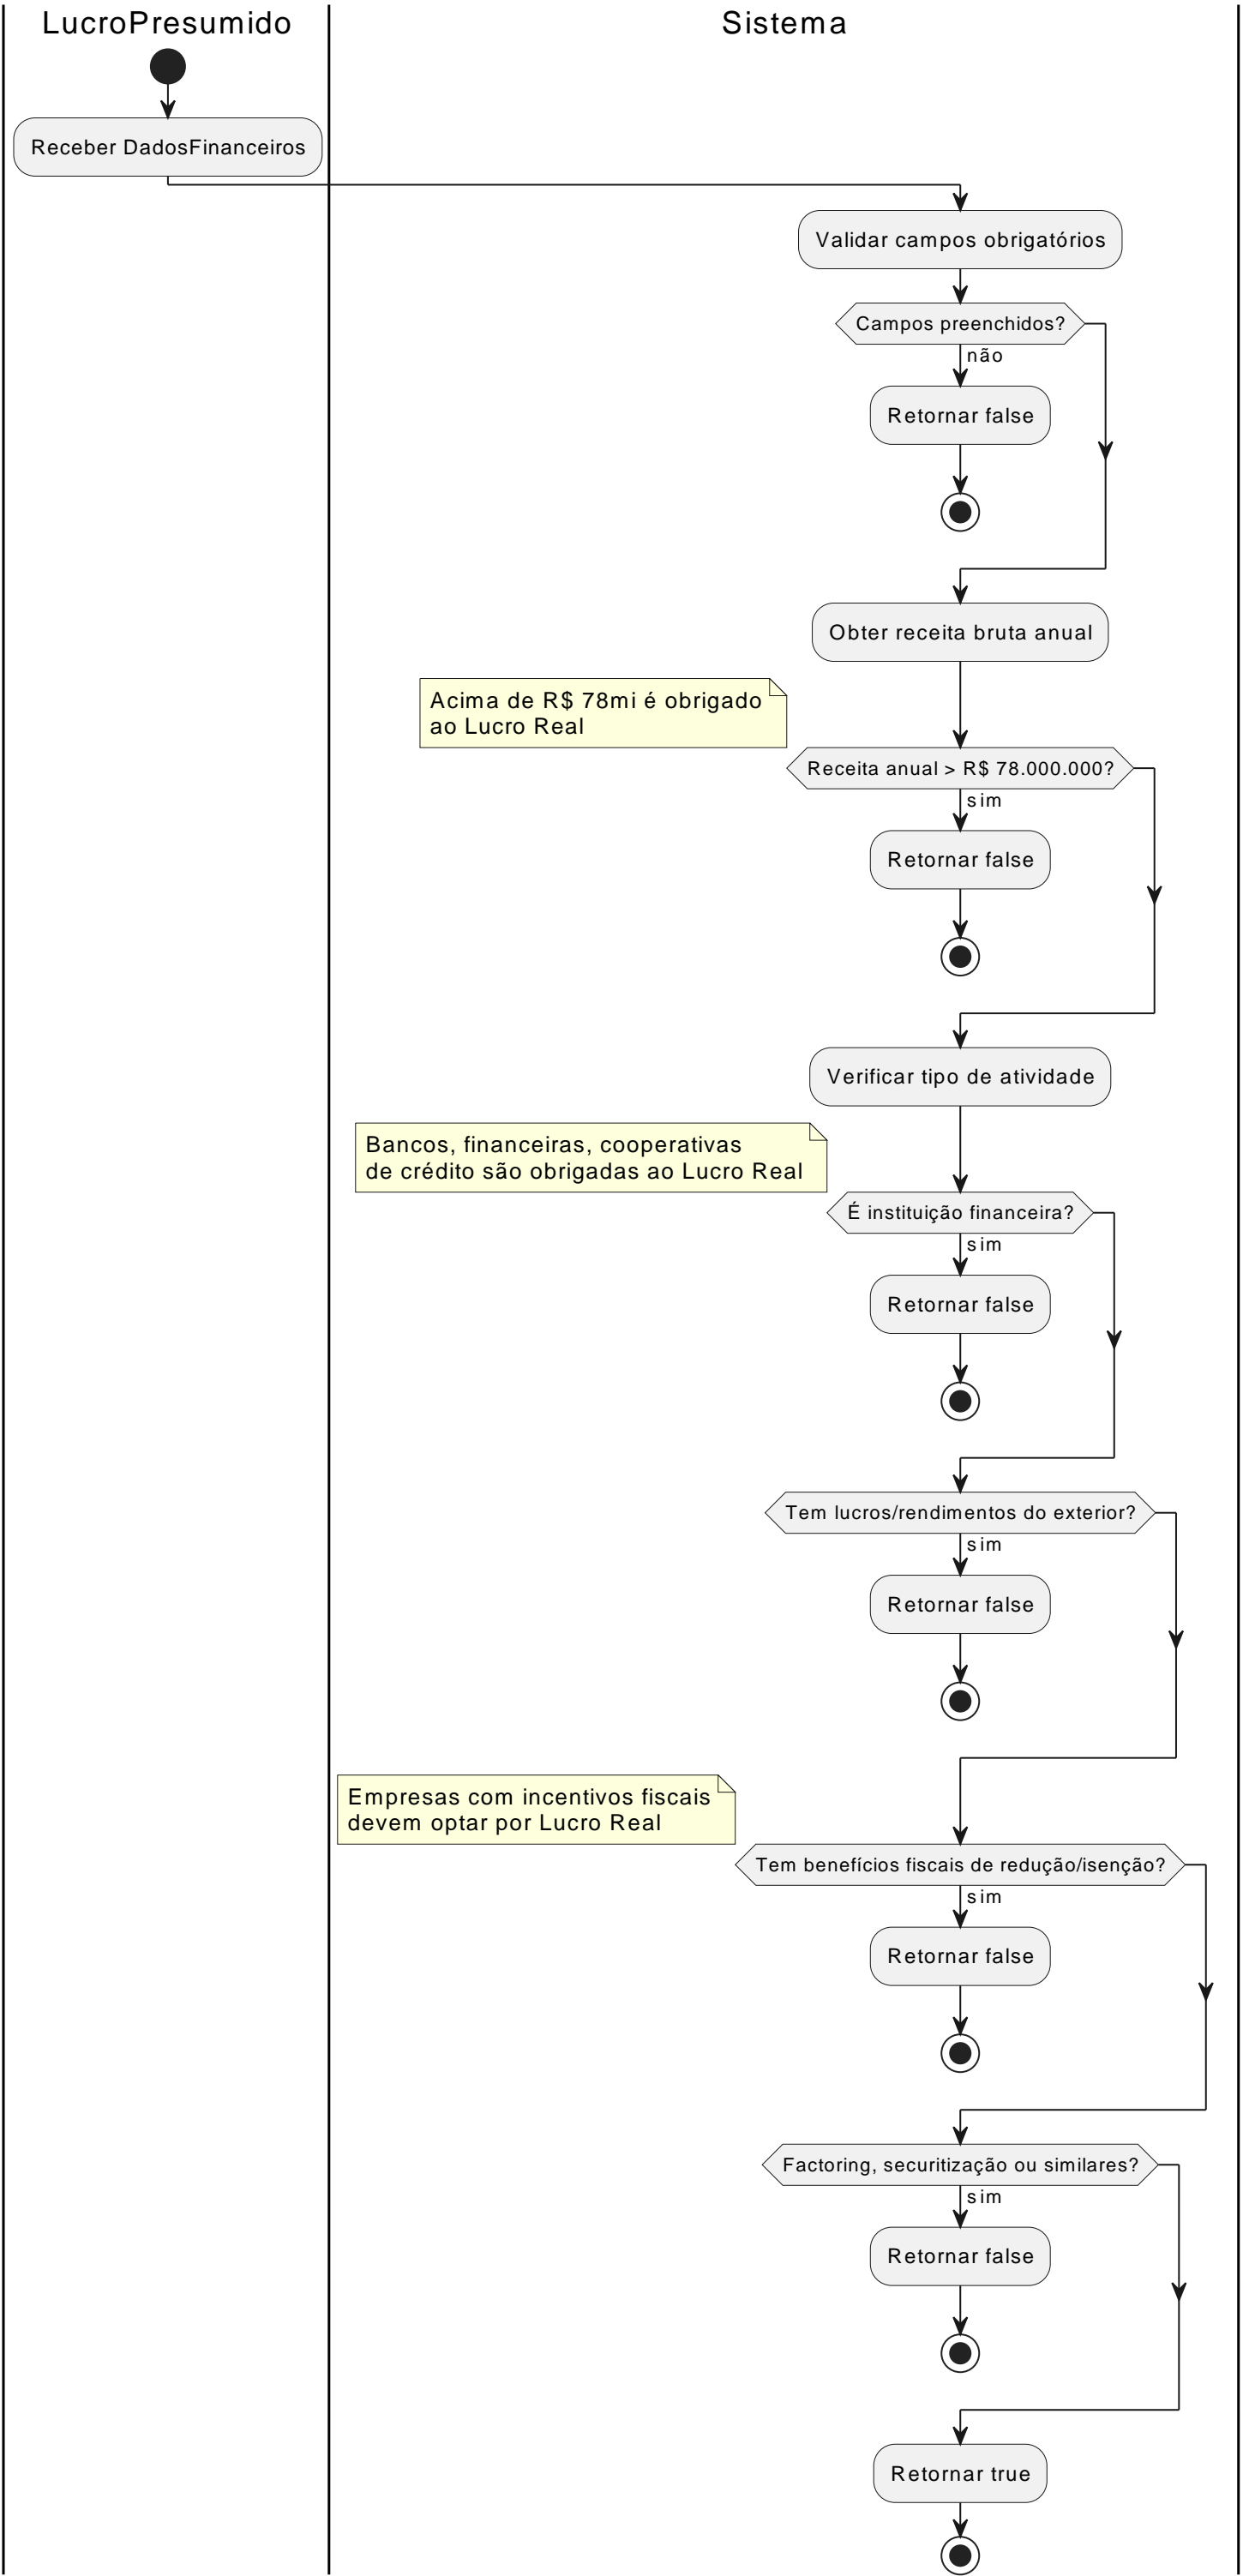 LucroPresumido
Sistema
Receber DadosFinanceiros
Validar campos obrigatórios
Campos preenchidos?
não
Retornar false
Obter receita bruta anual
Acima de R$ 78mi é obrigado
ao Lucro Real
Receita anual > R$ 78.000.000?
sim
Retornar false
Verificar tipo de atividade
Bancos, financeiras, cooperativas
de crédito são obrigadas ao Lucro Real
É instituição financeira?
sim
Retornar false
Tem lucros/rendimentos do exterior?
sim
Retornar false
Empresas com incentivos fiscais
devem optar por Lucro Real
Tem benefícios fiscais de redução/isenção?
sim
Retornar false
Factoring, securitização ou similares?
sim
Retornar false
Retornar true